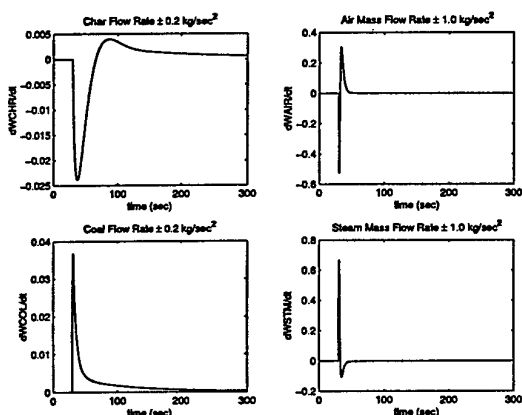 Char Flow Rate ± 0.2 kg/sec²
0.005
0
−0.005
−0.01
−0.015
−0.02
−0.025
dWCHR/dt
0 100 200 300
time (sec)
Air Mass Flow Rate ± 1.0 kg/sec²
0.4
0.2
0
−0.2
−0.4
−0.6
dWAIR/dt
0 100 200 300
time (sec)
Coal Flow Rate ± 0.2 kg/sec²
0.04
0.03
0.02
0.01
0
dWCOL/dt
0 100 200 300
time (sec)
Steam Mass Flow Rate ± 1.0 kg/sec²
0.8
0.6
0.4
0.2
0
−0.2
dWSTM/dt
0 100 200 300
time (sec)